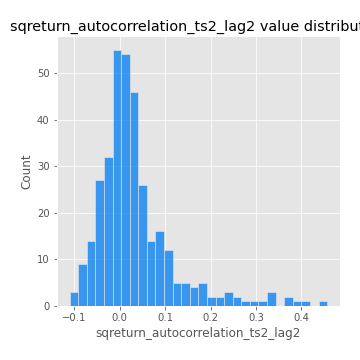 sqreturn_autocorrelation_ts2_lag2 value distribut
50
40
30
20
10
0
Count
−0.1 0.0 0.1 0.2 0.3 0.4
sqreturn_autocorrelation_ts2_lag2